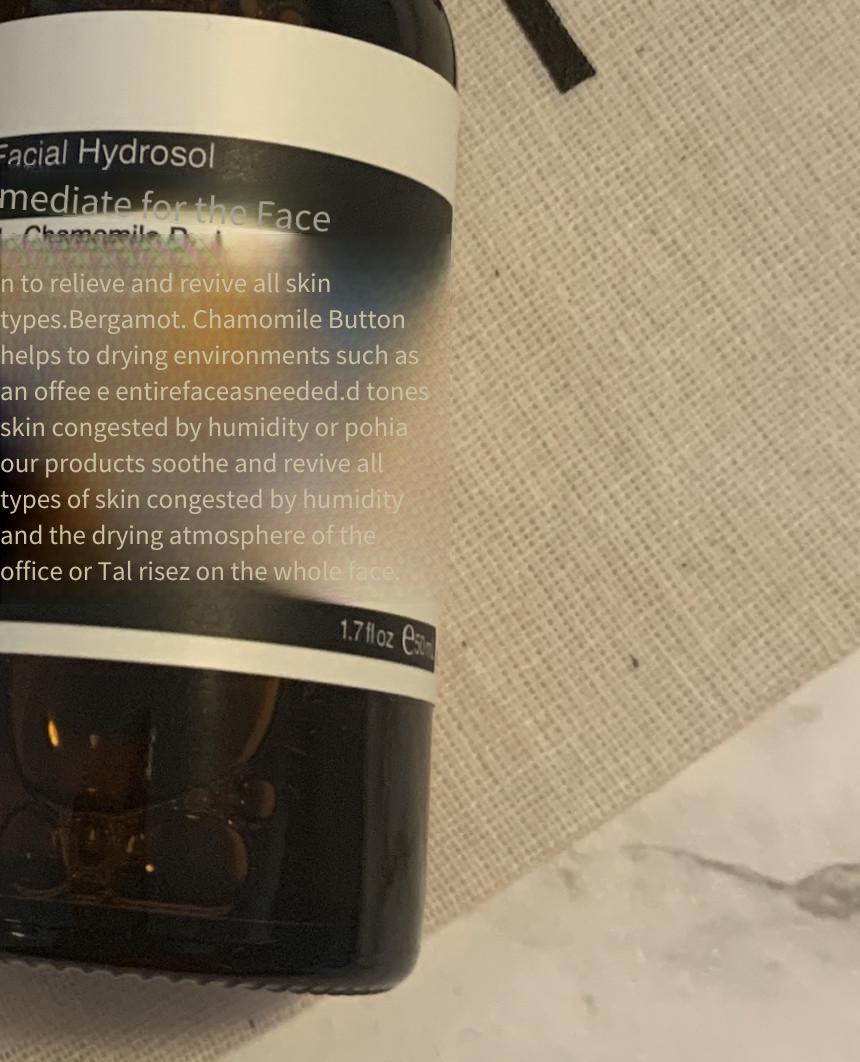 Facial Hydrosol
mediate for the Face
Chamomile
n to relieve and revive all skin
types.Bergamot. Chamomile Button
helps to drying environments such as
an offee e entirefaceasneeded.d tones
skin congested by humidity or pohia
our products soothe and revive all
types of skin congested by humidity
and the drying atmosphere of the
office or Tal risez on the whole face.
1.7 fl oz e50mL